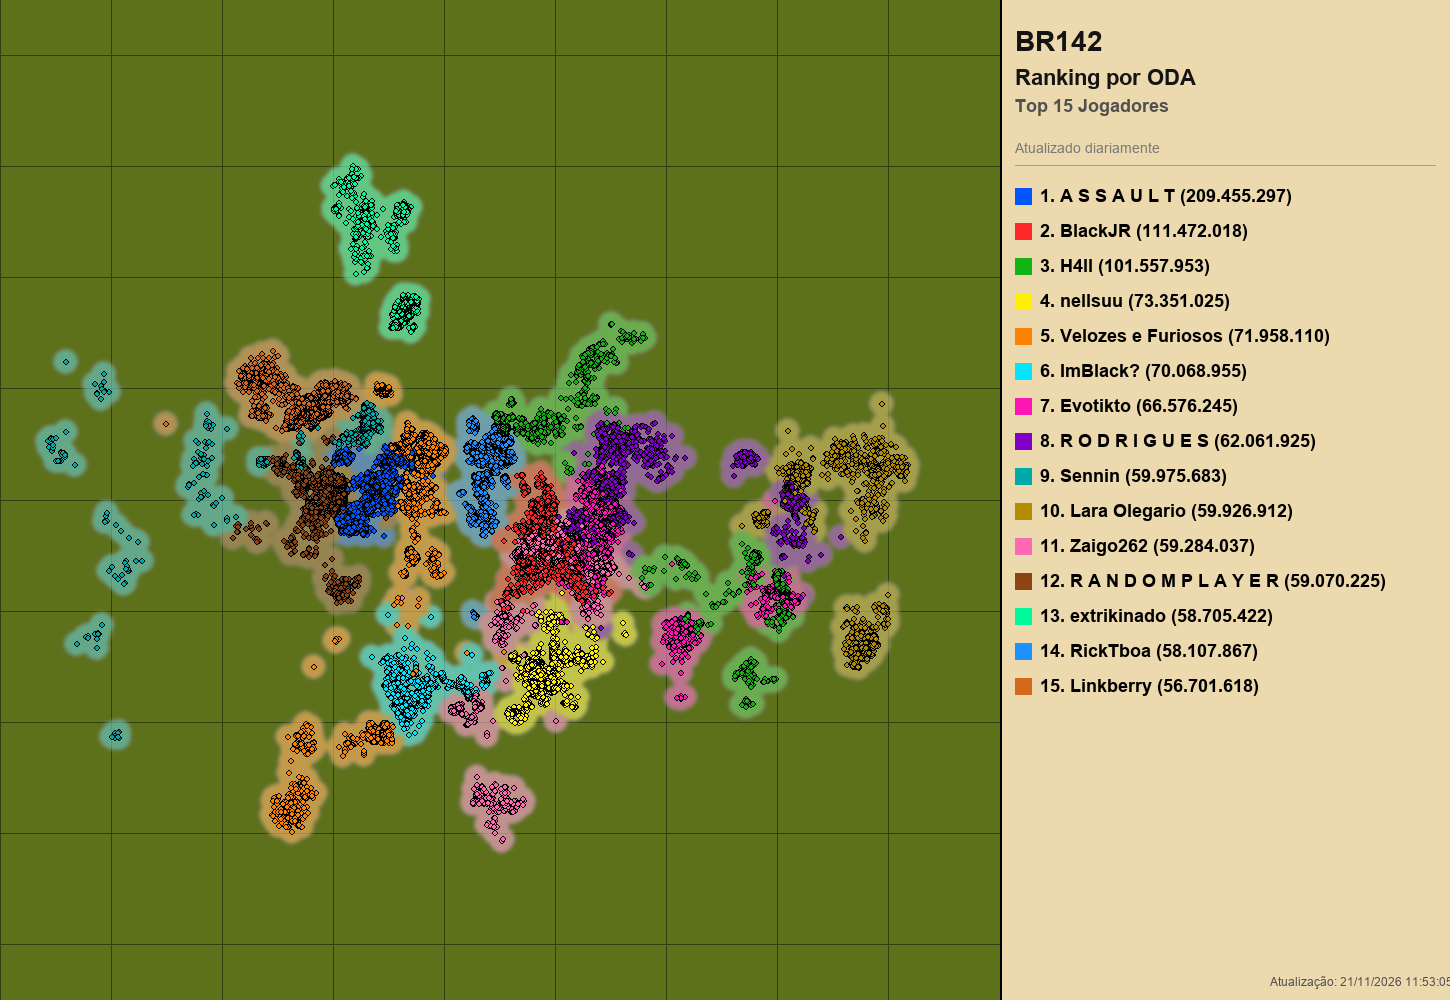 BR142
Ranking por ODA
Top 15 Jogadores
Atualizado diariamente
1. A S S A U L T (209.455.297)
2. BlackJR (111.472.018)
3. H4ll (101.557.953)
4. nellsuu (73.351.025)
5. Velozes e Furiosos (71.958.110)
6. ImBlack? (70.068.955)
7. Evotikto (66.576.245)
8. R O D R I G U E S (62.061.925)
9. Sennin (59.975.683)
10. Lara Olegario (59.926.912)
11. Zaigo262 (59.284.037)
12. R A N D O M P L A Y E R (59.070.225)
13. extrikinado (58.705.422)
14. RickTboa (58.107.867)
15. Linkberry (56.701.618)
Atualização: 21/11/2026 11:53:05